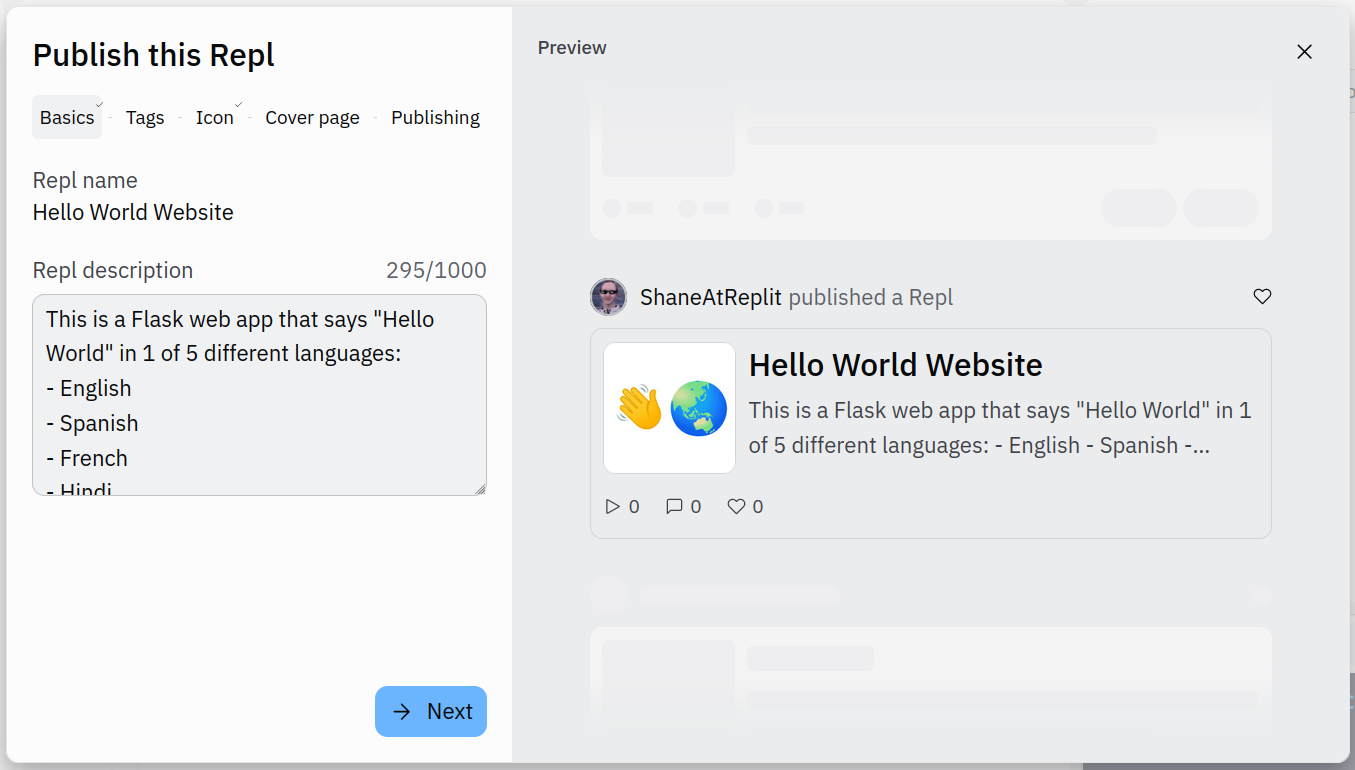 Publish this Repl
Basics - Tags - Icon - Cover page - Publishing
Repl name
Hello World Website
Repl description 295/1000
This is a Flask web app that says "Hello
World" in 1 of 5 different languages:
- English
- Spanish
- French
- Hindi
Next
Preview
ShaneAtReplit published a Repl
Hello World Website
This is a Flask web app that says "Hello World" in 1
of 5 different languages: - English - Spanish -...
0 0 0